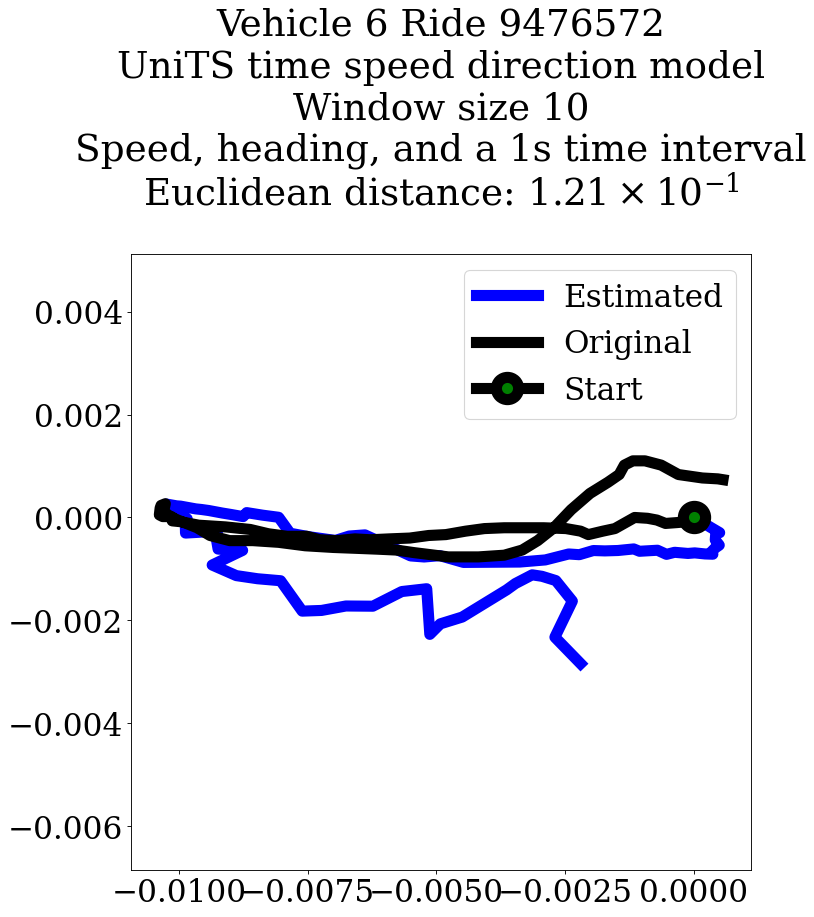 Vehicle 6 Ride 9476572
UniTS time speed direction model
Window size 10
Speed, heading, and a 1s time interval
Euclidean distance: 1.21 × 10⁻¹
Estimated
Original
Start
0.004
0.002
0.000
−0.002
−0.004
−0.006
−0.0100 −0.0075 −0.0050 −0.0025 0.0000